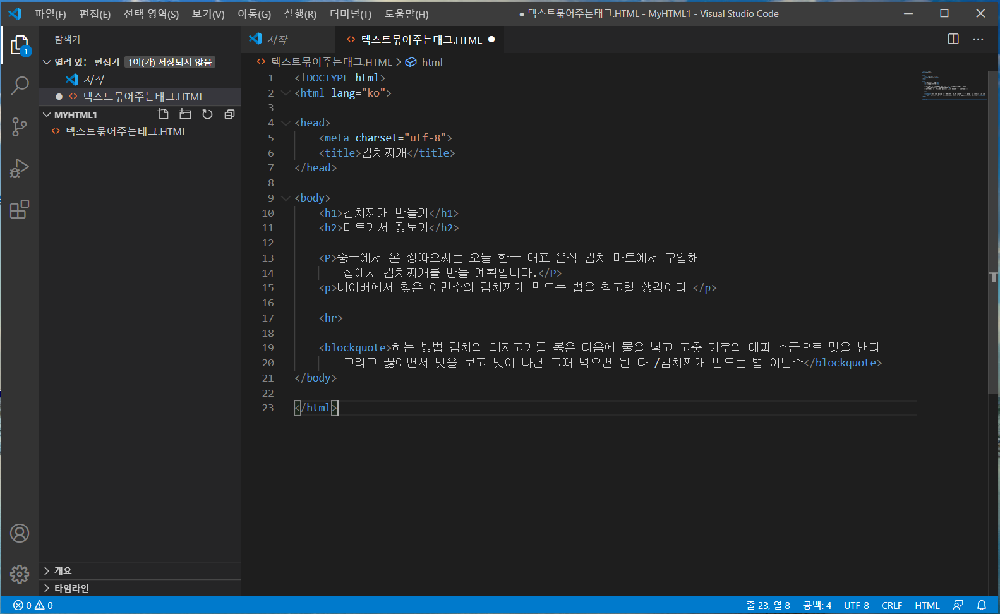 파일(F) 편집(E) 선택 영역(S) 보기(V) 이동(G) 실행(R) 터미널(T) 도움말(H) ● 텍스트묶어주는태그.HTML - MyHTML1 - Visual Studio Code
탐색기
시작
텍스트묶어주는태그.HTML ●
열려 있는 편집기 1이(가) 저장되지 않음
시작
● 텍스트묶어주는태그.HTML
MYHTML1
텍스트묶어주는태그.HTML
개요
타임라인
1
텍스트묶어주는태그.HTML > html
1 <!DOCTYPE html>
2 <html lang="ko">
3
4 <head>
5 <meta charset="utf-8">
6 <title>김치찌개</title>
7 </head>
8
9 <body>
10 <h1>김치찌개 만들기</h1>
11 <h2>마트가서 장보기</h2>
12
13 <P>중국에서 온 찡따오씨는 오늘 한국 대표 음식 김치 마트에서 구입해
14 집에서 김치찌개를 만들 계획입니다.</P>
15 <p>네이버에서 찾은 이민수의 김치찌개 만드는 법을 참고할 생각이다 </p>
16
17 <hr>
18
19 <blockquote>하는 방법 김치와 돼지고기를 볶은 다음에 물을 넣고 고춧 가루와 대파 소금으로 맛을 낸다
20 그리고 끓이면서 맛을 보고 맛이 나면 그때 먹으면 된 다 /김치찌개 만드는 법 이민수</blockquote>
21 </body>
22
23 </html>
0 0
줄 23, 열 8 공백: 4 UTF-8 CRLF HTML